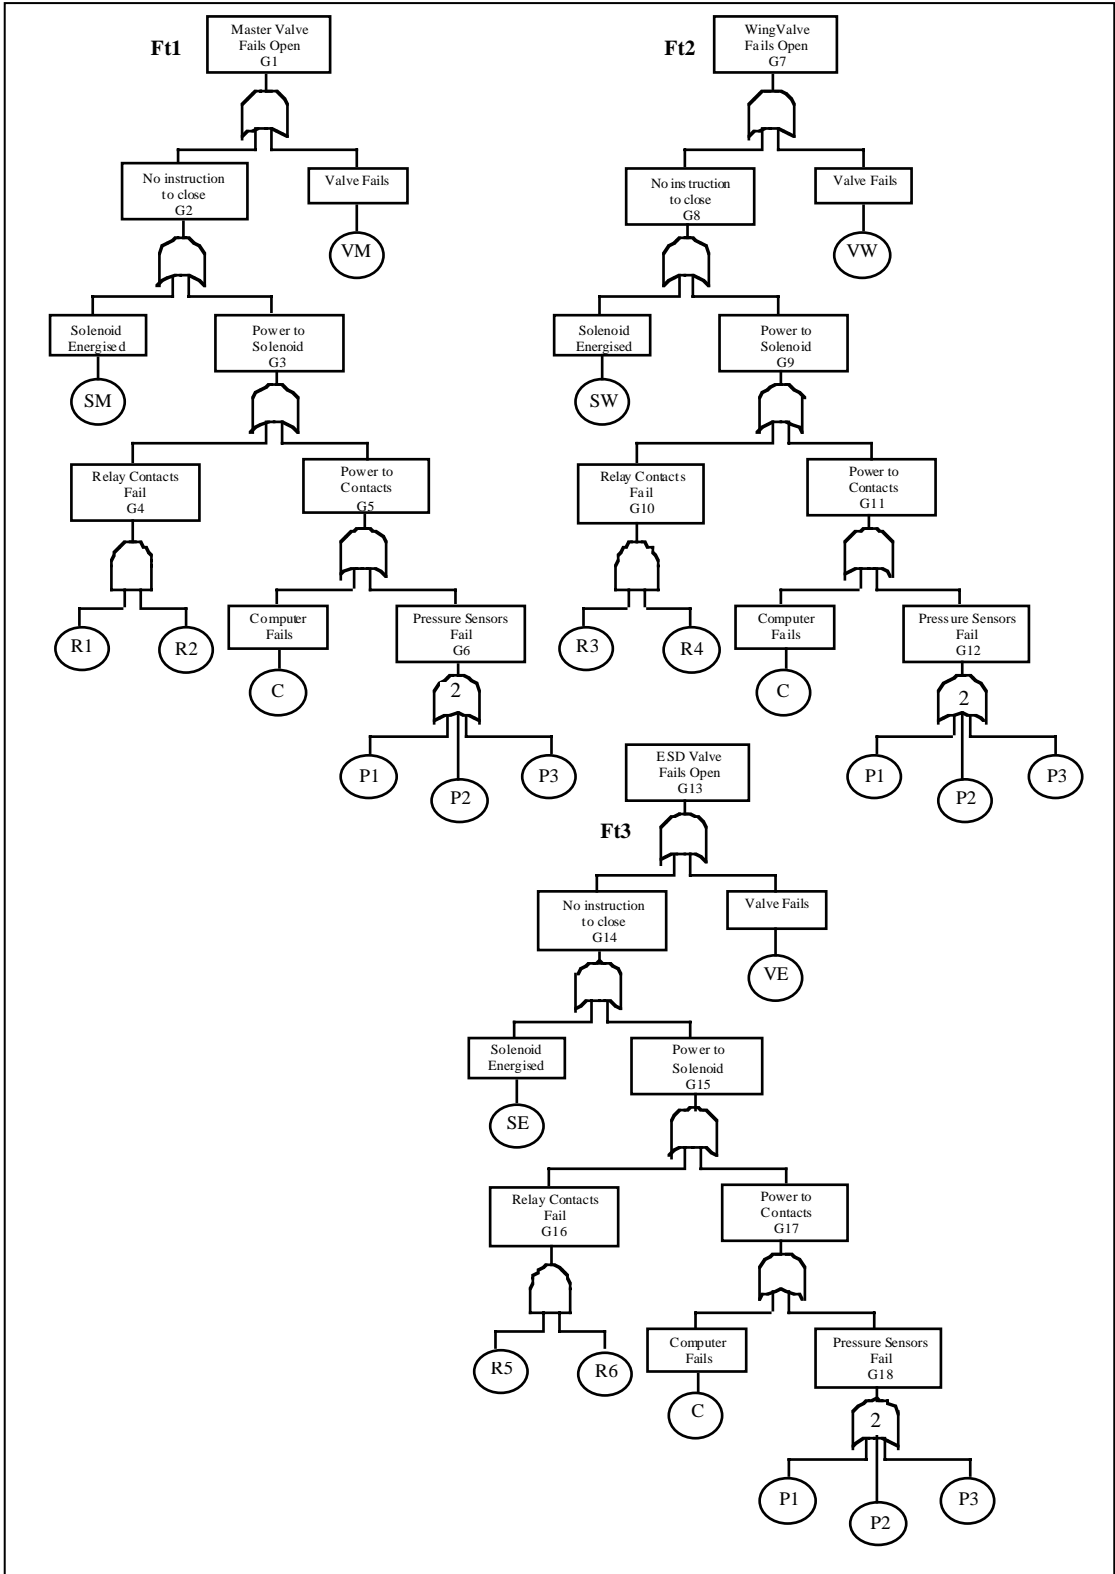 Ft1
Master Valve
Fails Open
G1
No instruction
to close
G2
Valve Fails
VM
Solenoid
Energised
SM
Power to
Solenoid
G3
Relay Contacts
Fail
G4
R1
R2
Power to
Contacts
G5
Computer
Fails
C
Pressure Sensors
Fail
G6
2
P1
P2
P3
Ft2
WingValve
Fails Open
G7
No instruction
to close
G8
Valve Fails
VW
Solenoid
Energised
SW
Power to
Solenoid
G9
Relay Contacts
Fail
G10
R3
R4
Power to
Contacts
G11
Computer
Fails
C
Pressure Sensors
Fail
G12
2
P1
P2
P3
Ft3
ESD Valve
Fails Open
G13
No instruction
to close
G14
Valve Fails
VE
Solenoid
Energised
SE
Power to
Solenoid
G15
Relay Contacts
Fail
G16
R5
R6
Power to
Contacts
G17
Computer
Fails
C
Pressure Sensors
Fail
G18
2
P1
P2
P3